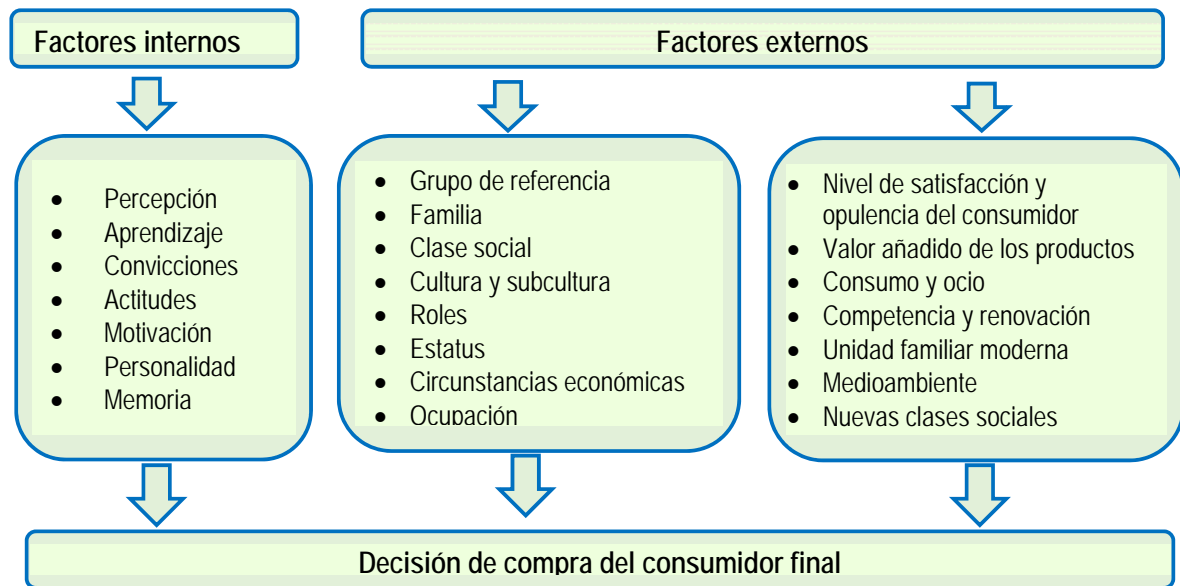 Factores internos
Factores externos
• Percepción
• Aprendizaje
• Convicciones
• Actitudes
• Motivación
• Personalidad
• Memoria
• Grupo de referencia
• Familia
• Clase social
• Cultura y subcultura
• Roles
• Estatus
• Circunstancias económicas
• Ocupación
• Nivel de satisfacción y
opulencia del consumidor
• Valor añadido de los productos
• Consumo y ocio
• Competencia y renovación
• Unidad familiar moderna
• Medioambiente
• Nuevas clases sociales
Decisión de compra del consumidor final